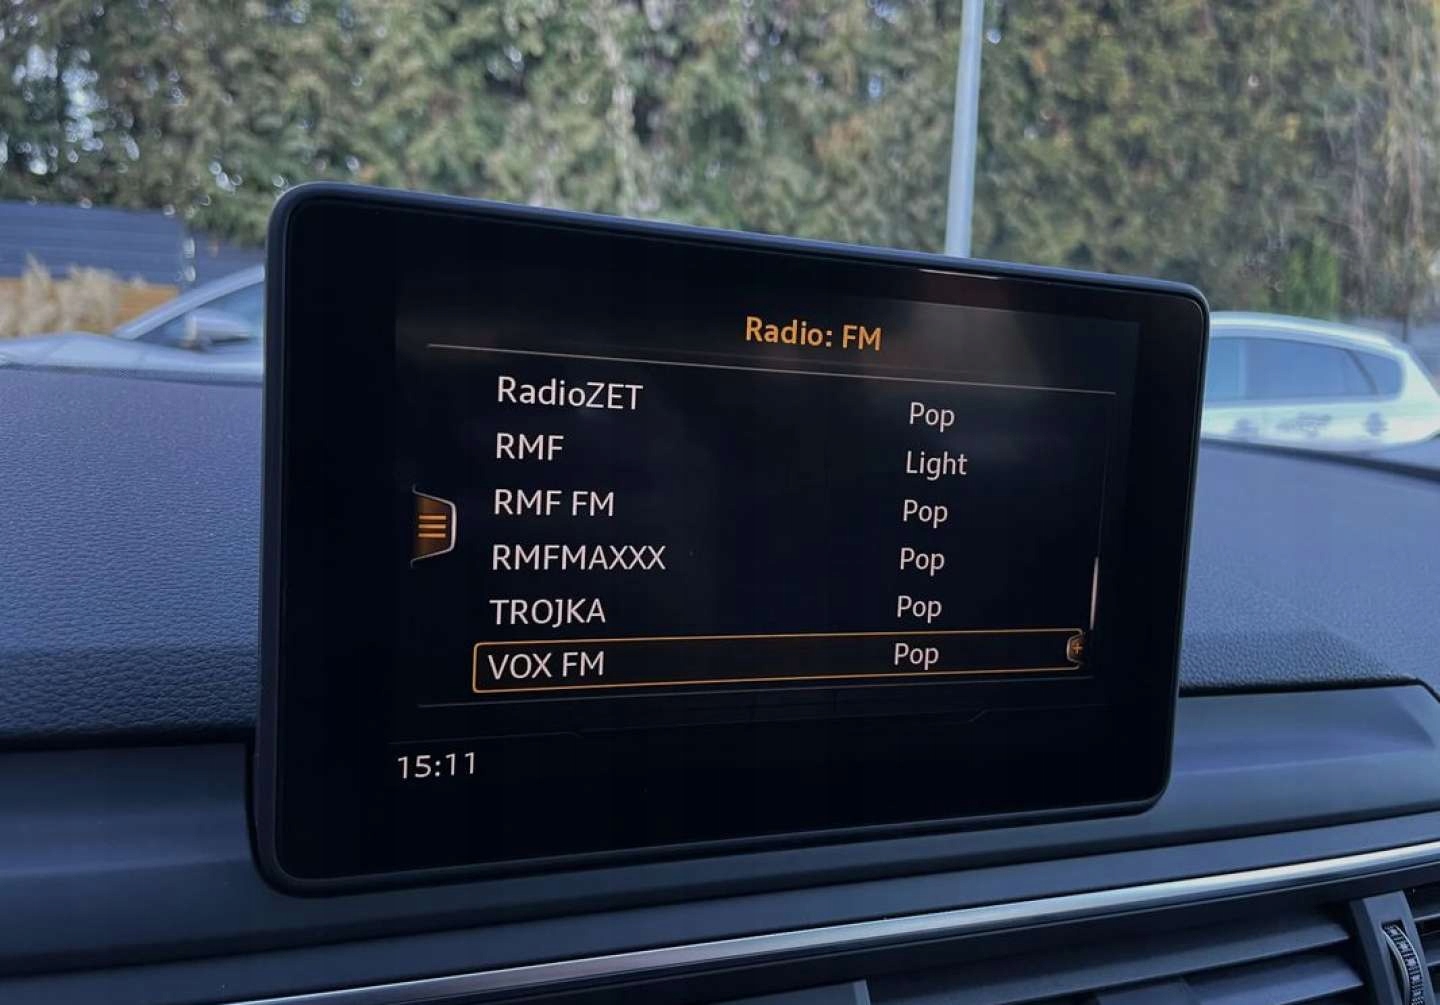 Radio: FM
RadioZET Pop
RMF Light
RMF FM Pop
RMFMAXXX Pop
TROJKA Pop
VOX FM Pop
15:11